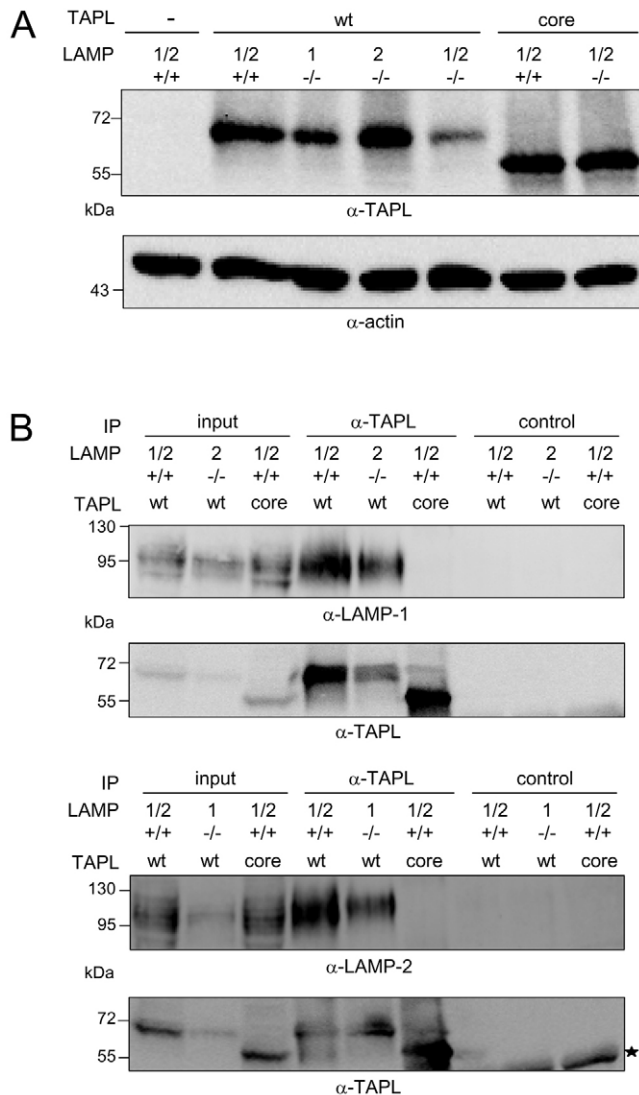 A
TAPL - wt core
LAMP 1/2 1/2 1 2 1/2 1/2 1/2
+/+ +/+ -/- -/- -/- +/+ -/-
72
55
kDa
α-TAPL
43
α-actin
B
IP input α-TAPL control
LAMP 1/2 2 1/2 1/2 2 1/2 1/2 2 1/2
+/+ -/- +/+ +/+ -/- +/+ +/+ -/- +/+
TAPL wt wt core wt wt core wt wt core
130
95
α-LAMP-1
kDa
72
55
α-TAPL
IP input α-TAPL control
LAMP 1/2 1 1/2 1/2 1 1/2 1/2 1 1/2
+/+ -/- +/+ +/+ -/- +/+ +/+ -/- +/+
TAPL wt wt core wt wt core wt wt core
130
95
α-LAMP-2
kDa
72
55 ★
α-TAPL